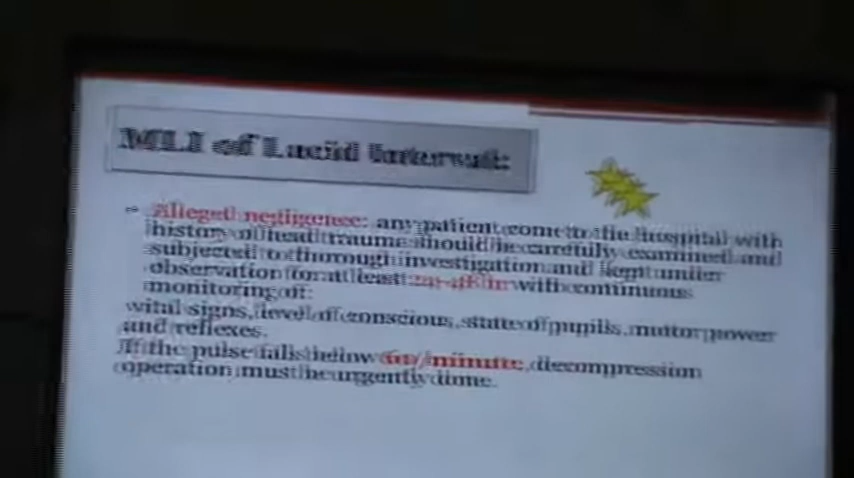 MLI of Lucid Interval:
Alleged negligence: any patient come to the hospital with
history of head trauma should be carefully examined and
subjected to thorough investigation and kept under
observation for at least with continuous
monitoring of:
vital signs, level of conscious, state of pupils, motor power
and reflexes.
If the pulse falls below 60/minute, decompression
operation must be urgently done.